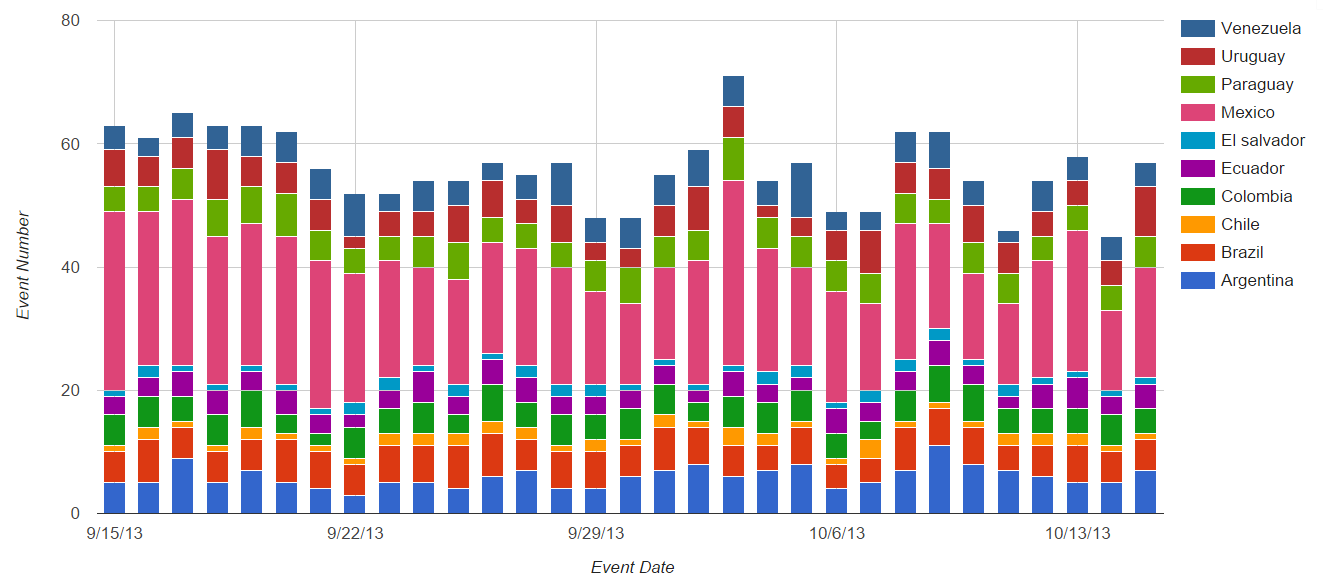 80
60
40
20
0
Event Number
9/15/13
9/22/13
9/29/13
10/6/13
10/13/13
Event Date
Venezuela
Uruguay
Paraguay
Mexico
El salvador
Ecuador
Colombia
Chile
Brazil
Argentina